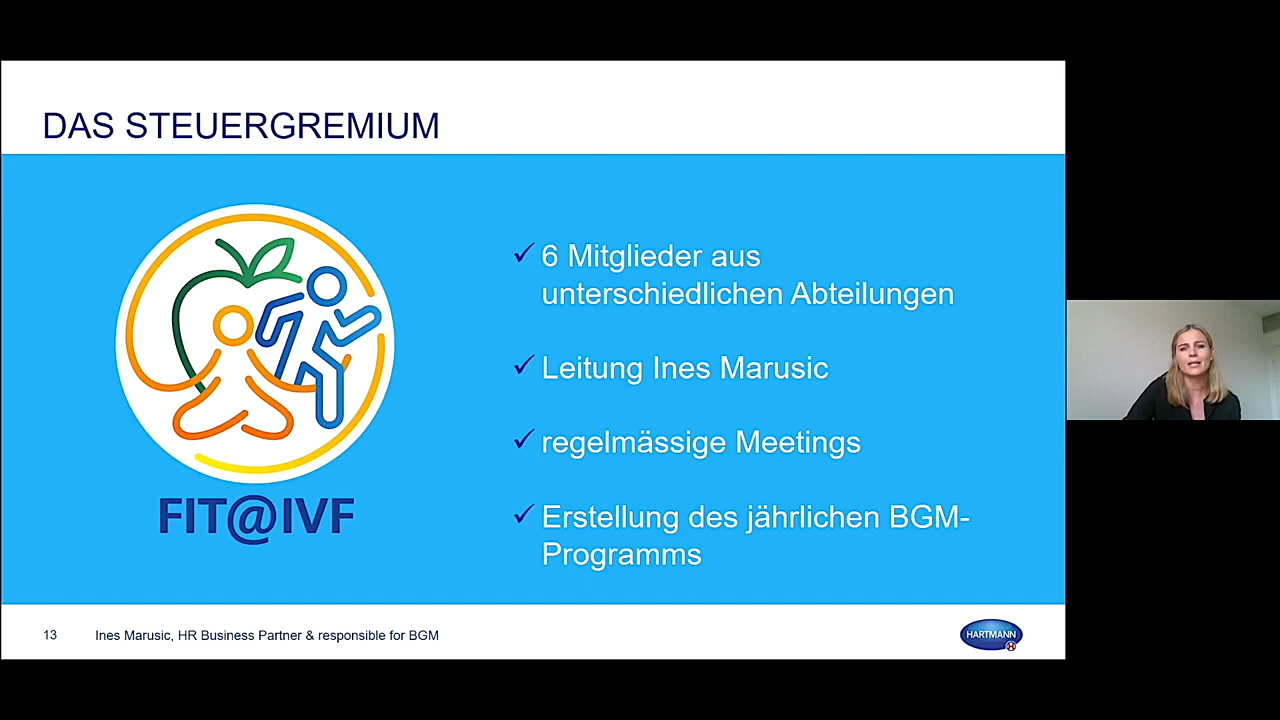 DAS STEUERGREMIUM
6 Mitglieder aus
unterschiedlichen Abteilungen
Leitung Ines Marusic
regelmässige Meetings
Erstellung des jährlichen BGM-
Programms
FIT@IVF
13 Ines Marusic, HR Business Partner & responsible for BGM
HARTMANN